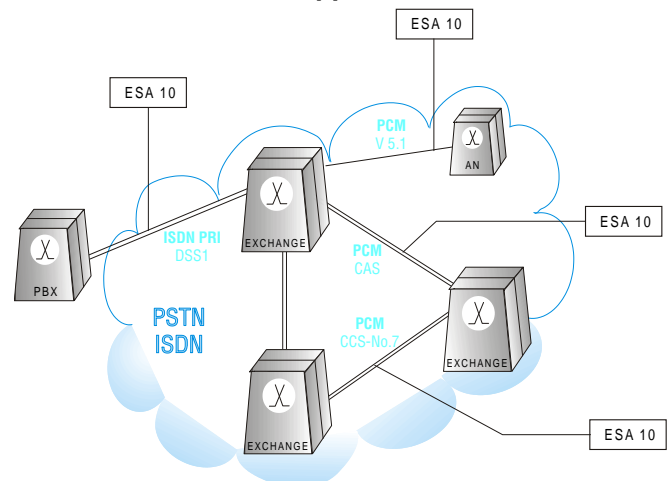 ESA 10
ESA 10
PCM
V 5.1
AN
EXCHANGE
ESA 10
ISDN PRI
DSS1
PBX
PCM
CAS
PSTN
ISDN
PCM
CCS-No.7
EXCHANGE
EXCHANGE
ESA 10